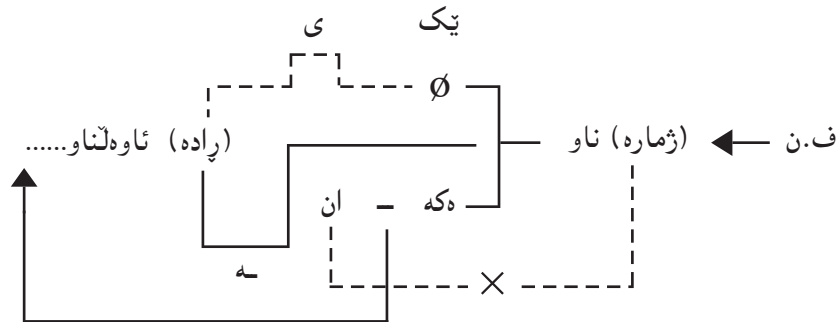 ێک ی
Ø
ف.ن (ژمارە) ناو (ڕادە) ئاوەڵناو......
ەکە – ان
ـە
×